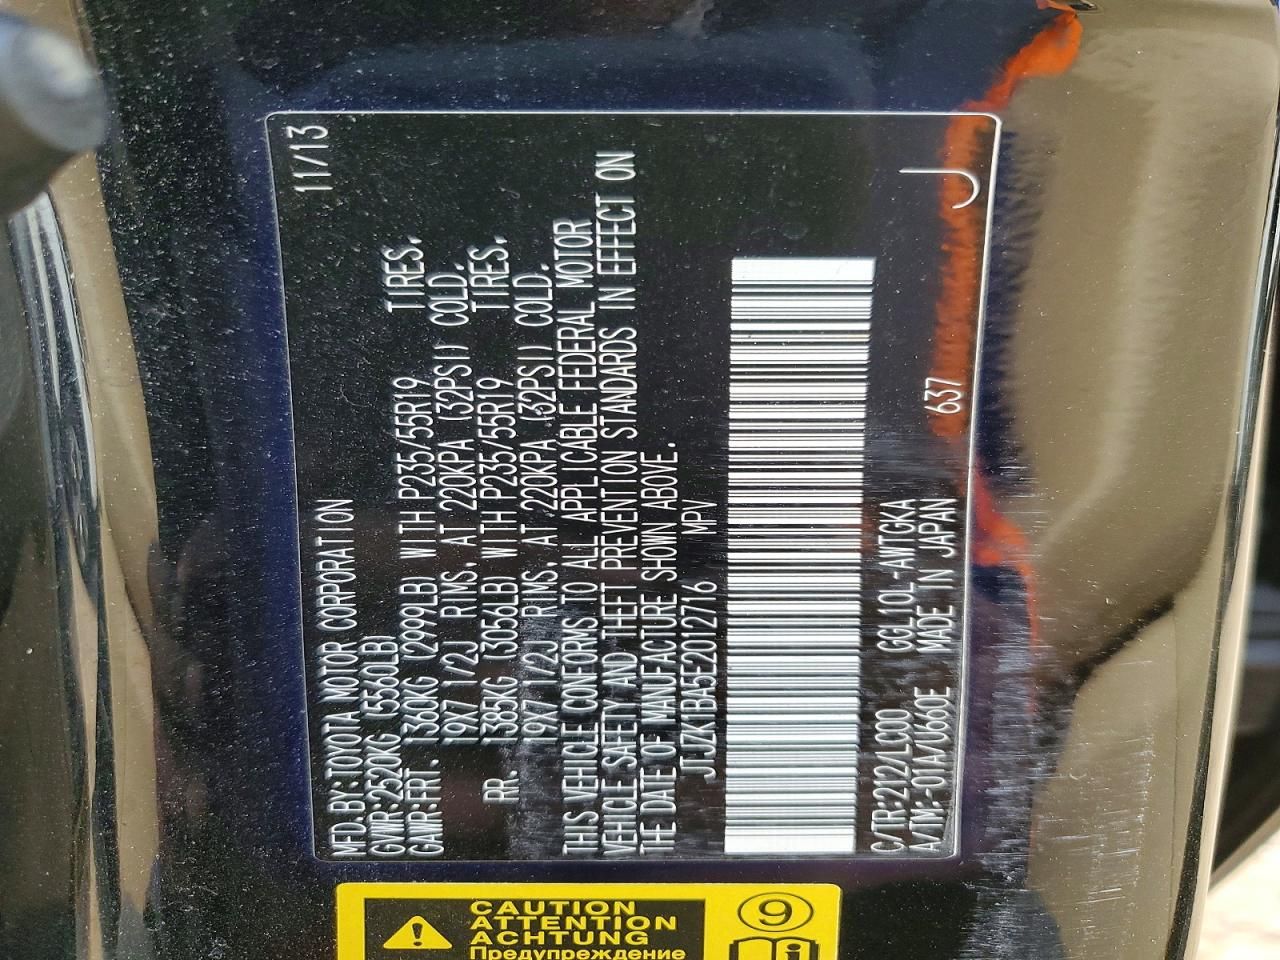 11/13
MFD.BY:TOYOTA MOTOR CORPORATION
GVWR:2520KG (5560LB)
GAWR:FRT. 1360KG (2999LB) WITH P235/55R19 TIRES.
19X7 1/2J RIMS, AT 220KPA (32PSI) COLD.
RR. 1385KG (3056LB) WITH P235/55R19 TIRES.
19X7 1/2J RIMS, AT 220KPA (32PSI) COLD.
THIS VEHICLE CONFORMS TO ALL APPLICABLE FEDERAL MOTOR
VEHICLE SAFETY AND THEFT PREVENTION STANDARDS IN EFFECT ON
THE DATE OF MANUFACTURE SHOWN ABOVE.
JTJZK1BA5E2012716 MPV
C/TR:212/LC00 GGL10L-AWTGKA 637 J
A/TM:-01A/U660E MADE IN JAPAN
CAUTION
ATTENTION
ACHTUNG
Предупреждение
9